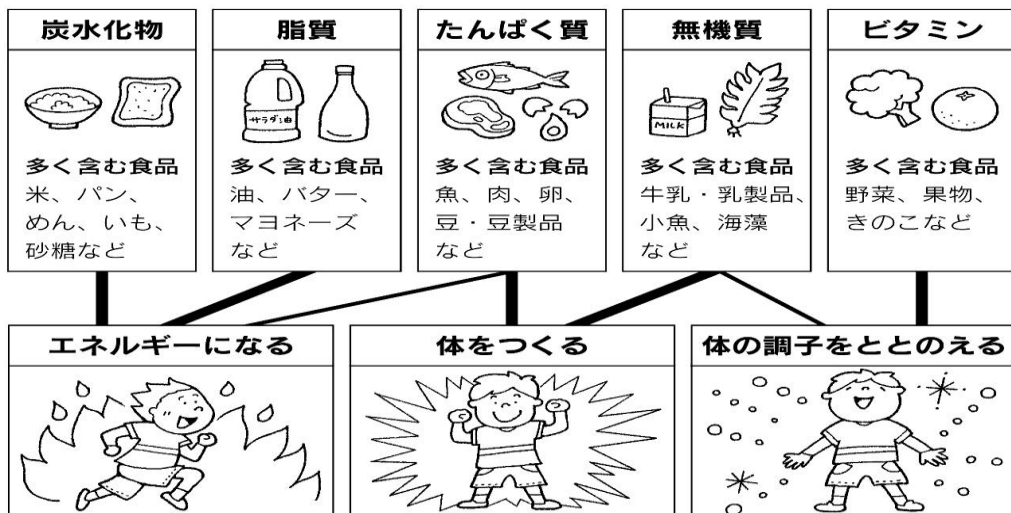 炭水化物
多く含む食品
米、パン、
めん、いも、
砂糖など
脂質
サラダ油
多く含む食品
油、バター、
マヨネーズ
など
たんぱく質
多く含む食品
魚、肉、卵、
豆・豆製品
など
無機質
MILK
多く含む食品
牛乳・乳製品、
小魚、海藻
など
ビタミン
多く含む食品
野菜、果物、
きのこなど
エネルギーになる
体をつくる
体の調子をととのえる